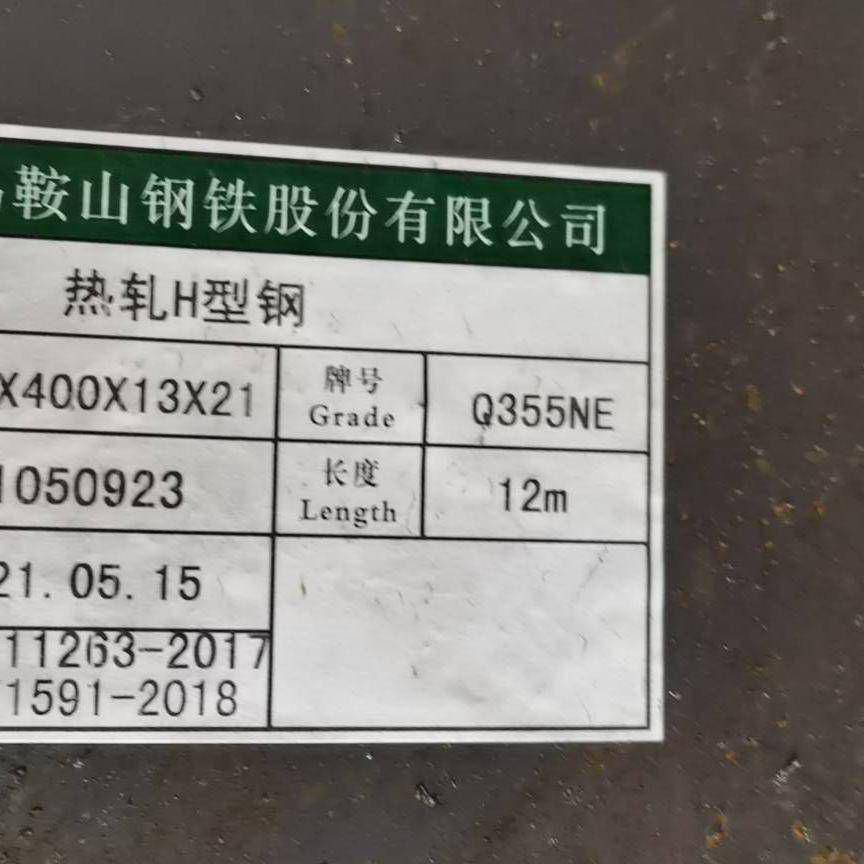 鞍山钢铁股份有限公司
热轧H型钢
X400X13X21
牌号
Grade
Q355NE
1050923
长度
Length
12m
21.05.15
11263-2017
1591-2018